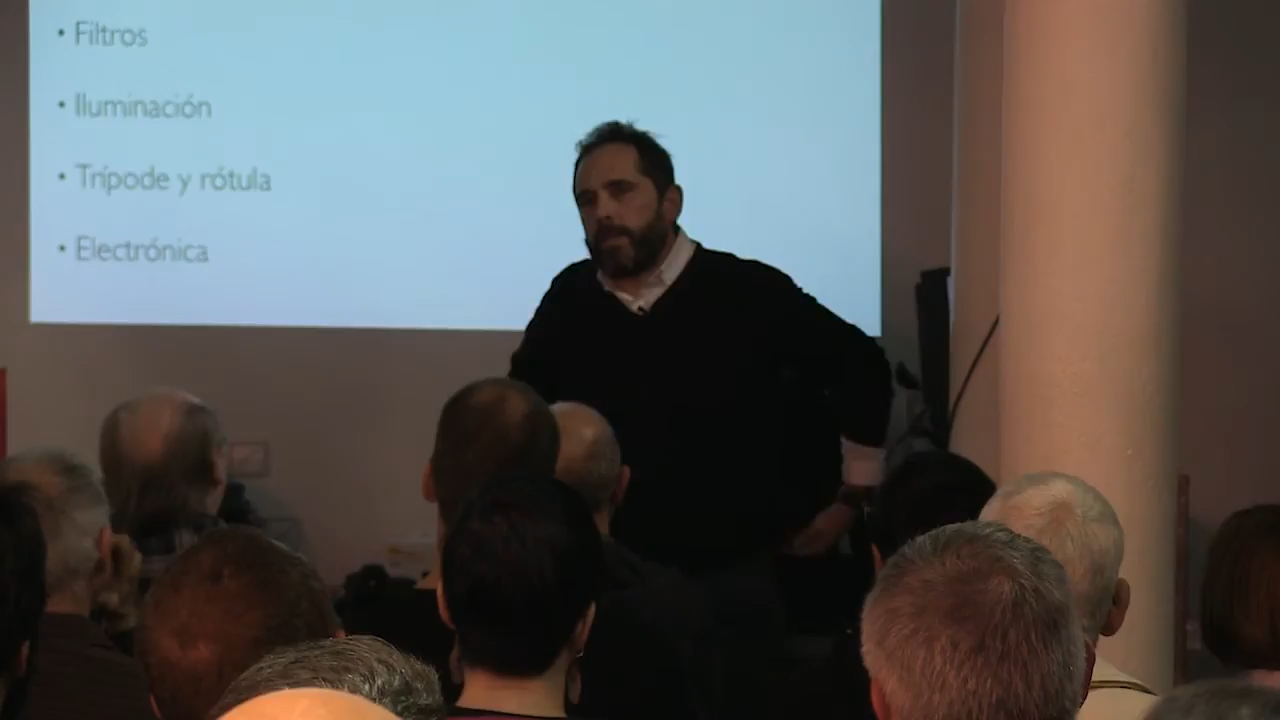 • Filtros
• Iluminación
• Trípode y rótula
• Electrónica